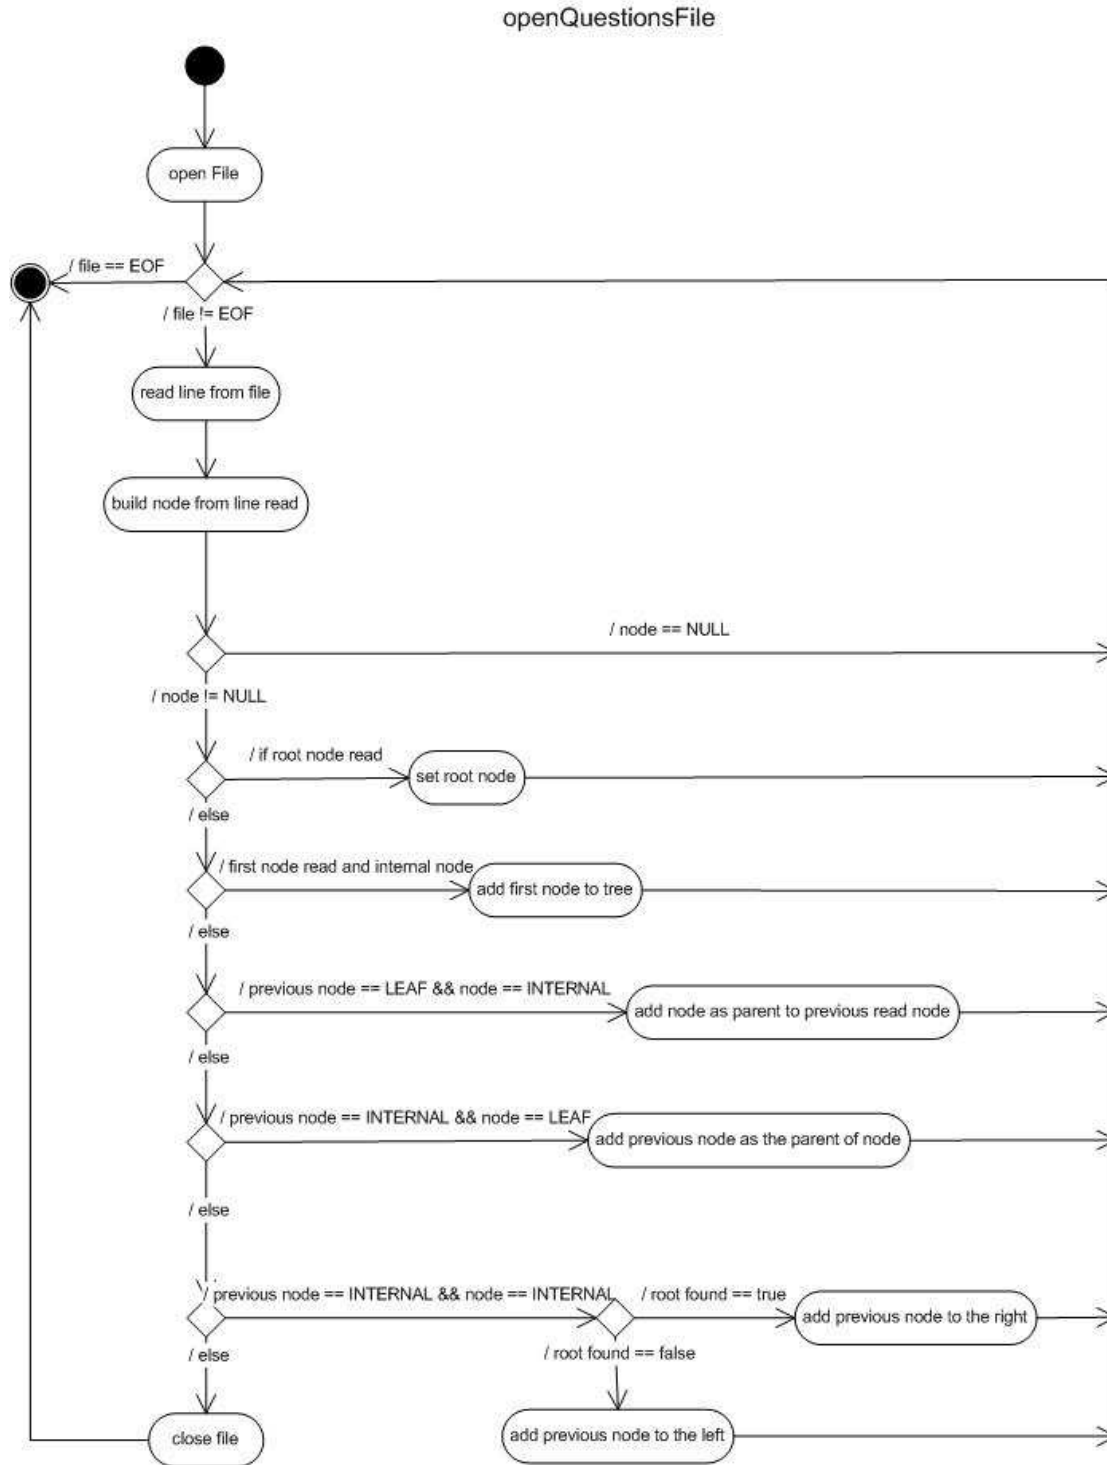 openQuestionsFile
open File
/ file == EOF
/ file != EOF
read line from file
build node from line read
/ node == NULL
/ node != NULL
/ if root node read
set root node
/ else
/ first node read and internal node
add first node to tree
/ else
/ previous node == LEAF && node == INTERNAL
add node as parent to previous read node
/ else
/ previous node == INTERNAL && node == LEAF
add previous node as the parent of node
/ else
/ previous node == INTERNAL && node == INTERNAL
/ root found == true
add previous node to the right
/ else
/ root found == false
close file
add previous node to the left